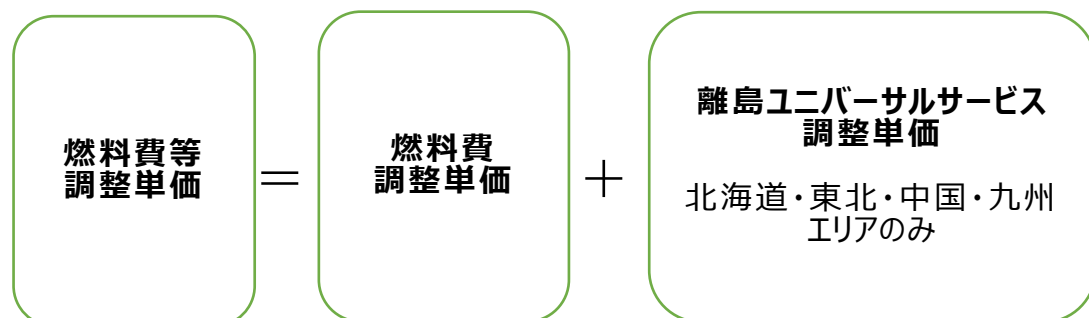 燃料費等
調整単価
＝
燃料費
調整単価
＋
離島ユニバーサルサービス
調整単価
北海道・東北・中国・九州
エリアのみ